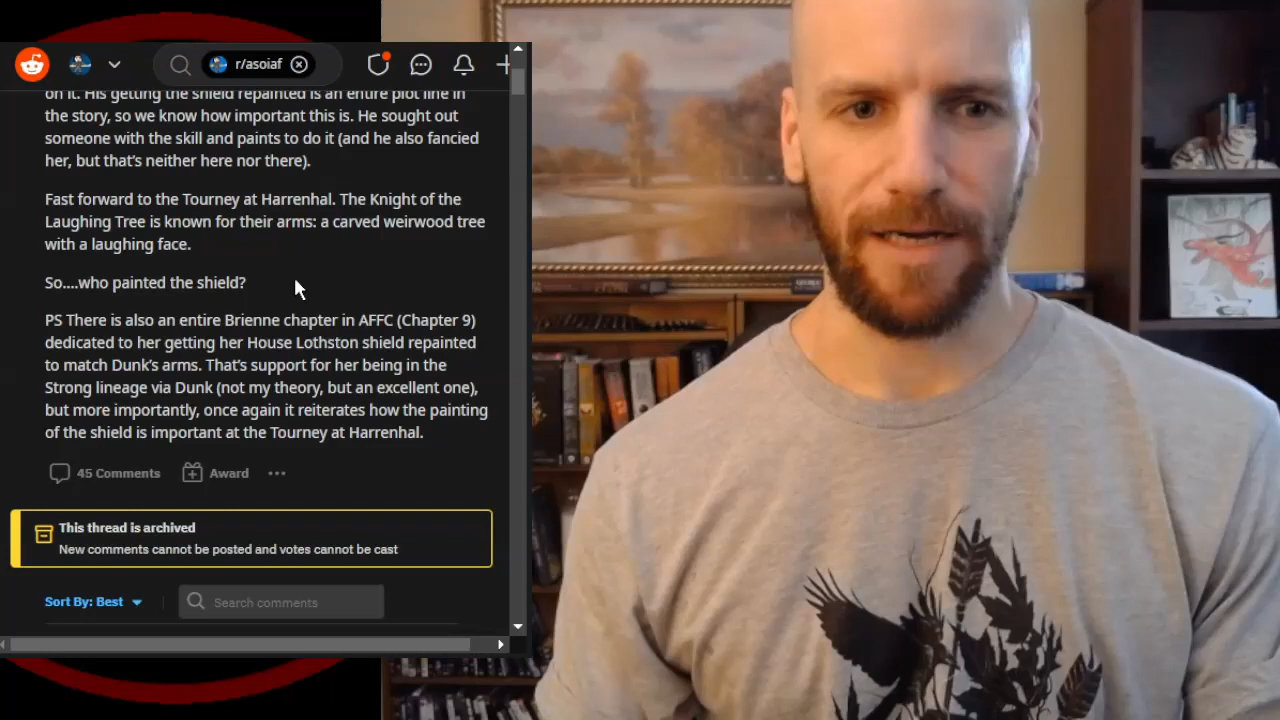 r/asoiaf
on it. His getting the shield repainted is an entire plot line in
the story, so we know how important this is. He sought out
someone with the skill and paints to do it (and he also fancied
her, but that's neither here nor there).
Fast forward to the Tourney at Harrenhal. The Knight of the
Laughing Tree is known for their arms: a carved weirwood tree
with a laughing face.
So....who painted the shield?
PS There is also an entire Brienne chapter in AFFC (Chapter 9)
dedicated to her getting her House Lothston shield repainted
to match Dunk's arms. That's support for her being in the
Strong lineage via Dunk (not my theory, but an excellent one),
but more importantly, once again it reiterates how the painting
of the shield is important at the Tourney at Harrenhal.
45 Comments Award
This thread is archived
New comments cannot be posted and votes cannot be cast
Sort By: Best Search comments